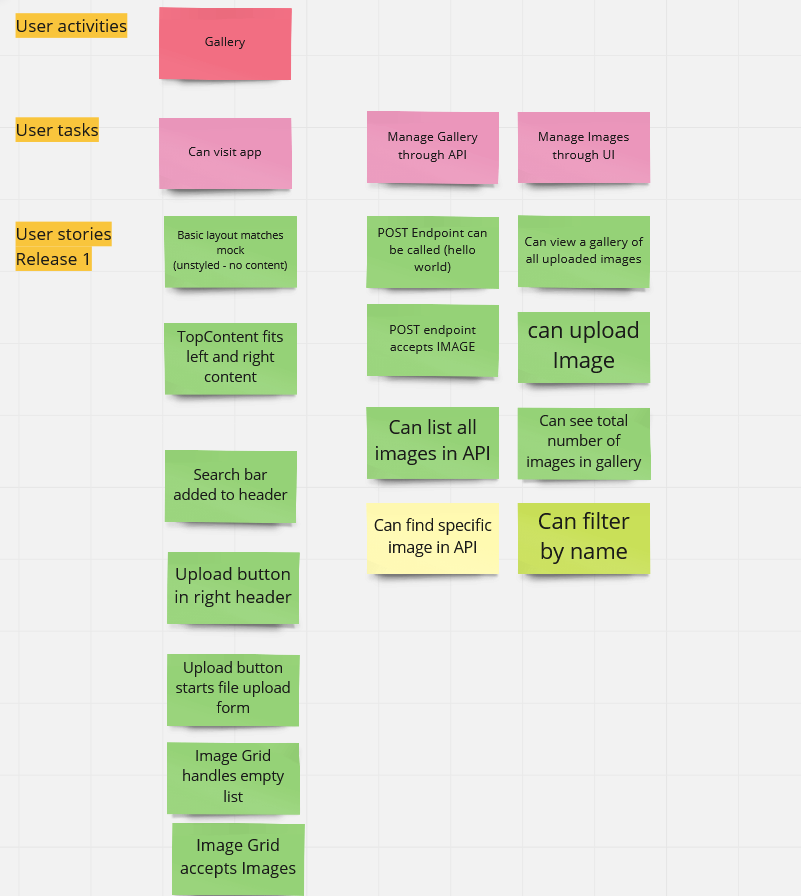 User activities
Gallery
User tasks
Can visit app
Manage Gallery
through API
Manage Images
through UI
User stories
Release 1
Basic layout matches
mock
(unstyled - no content)
TopContent fits
left and right
content
Search bar
added to header
Upload button
in right header
Upload button
starts file upload
form
Image Grid
handles empty
list
Image Grid
accepts Images
POST Endpoint can
be called (hello
world)
POST endpoint
accepts IMAGE
Can list all
images in API
Can find specific
image in API
Can view a gallery of
all uploaded images
can upload
Image
Can see total
number of
images in gallery
Can filter
by name